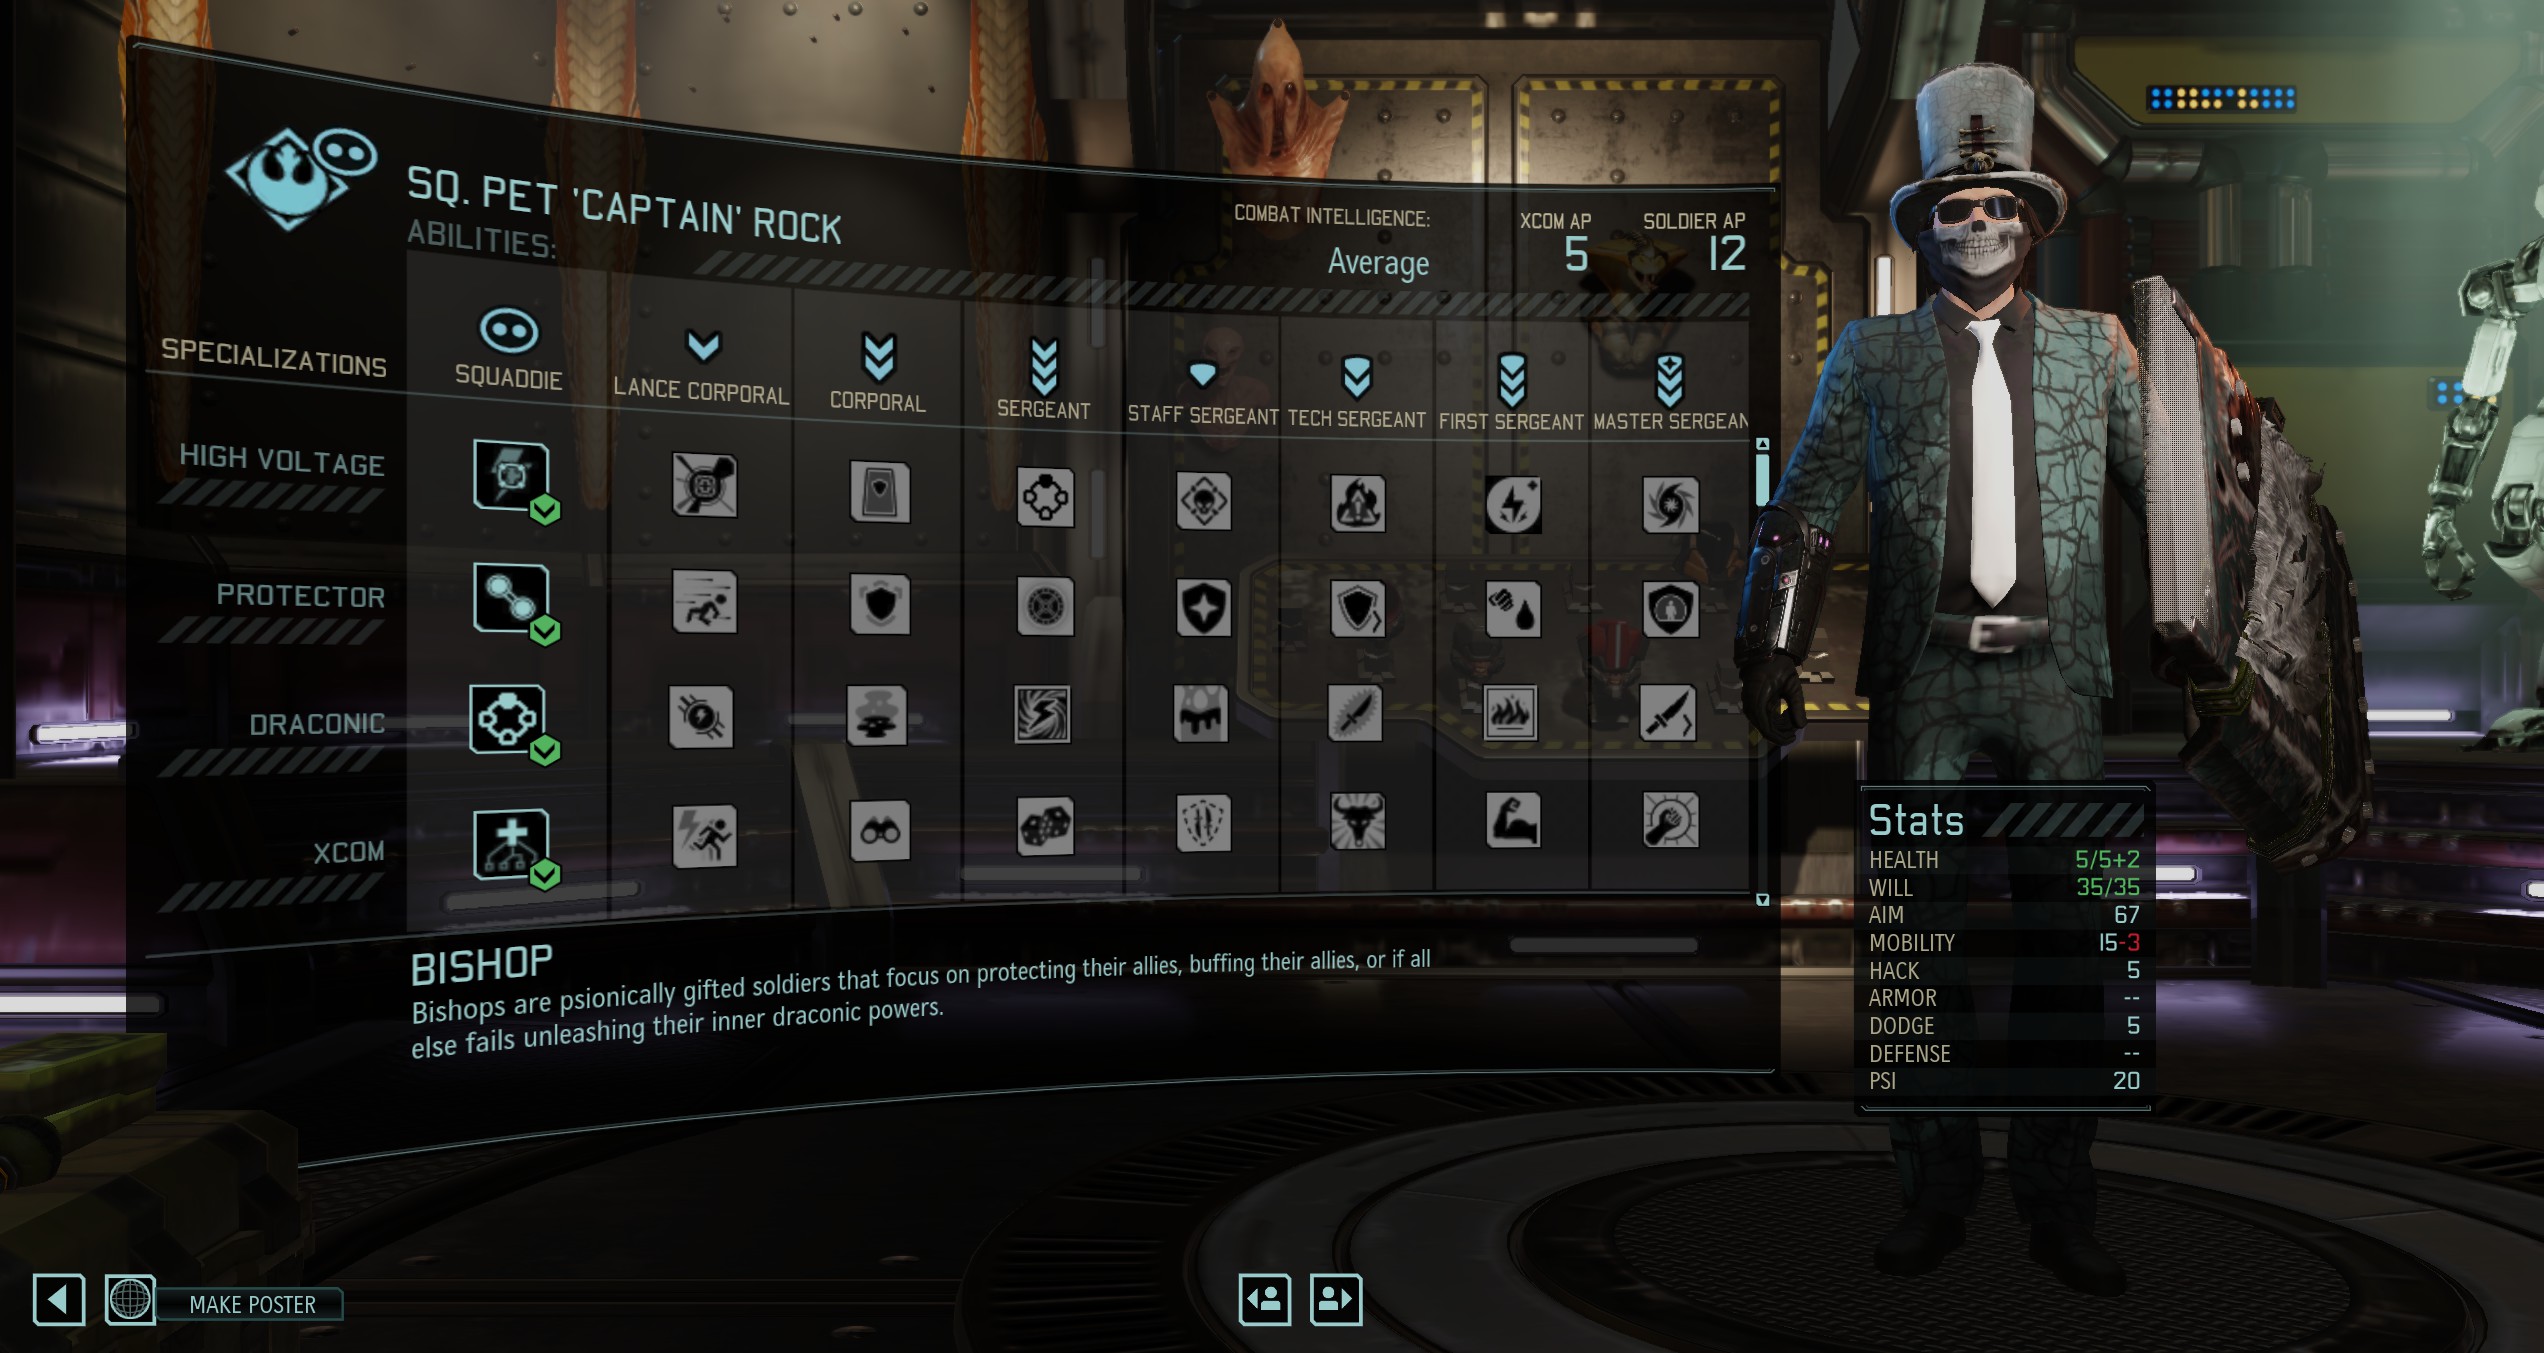 SQ. PET 'CAPTAIN' ROCK
ABILITIES:
COMBAT INTELLIGENCE:
Average
XCOM AP
5
SOLDIER AP
12
SPECIALIZATIONS
SQUADDIE
LANCE CORPORAL
CORPORAL
SERGEANT
STAFF SERGEANT
TECH SERGEANT
FIRST SERGEANT
MASTER SERGEAN
HIGH VOLTAGE
PROTECTOR
DRACONIC
XCOM
BISHOP
Bishops are psionically gifted soldiers that focus on protecting their allies, buffing their allies, or if all
else fails unleashing their inner draconic powers.
Stats
HEALTH 5/5+2
WILL 35/35
AIM 67
MOBILITY 15-3
HACK 5
ARMOR --
DODGE 5
DEFENSE --
PSI 20
MAKE POSTER